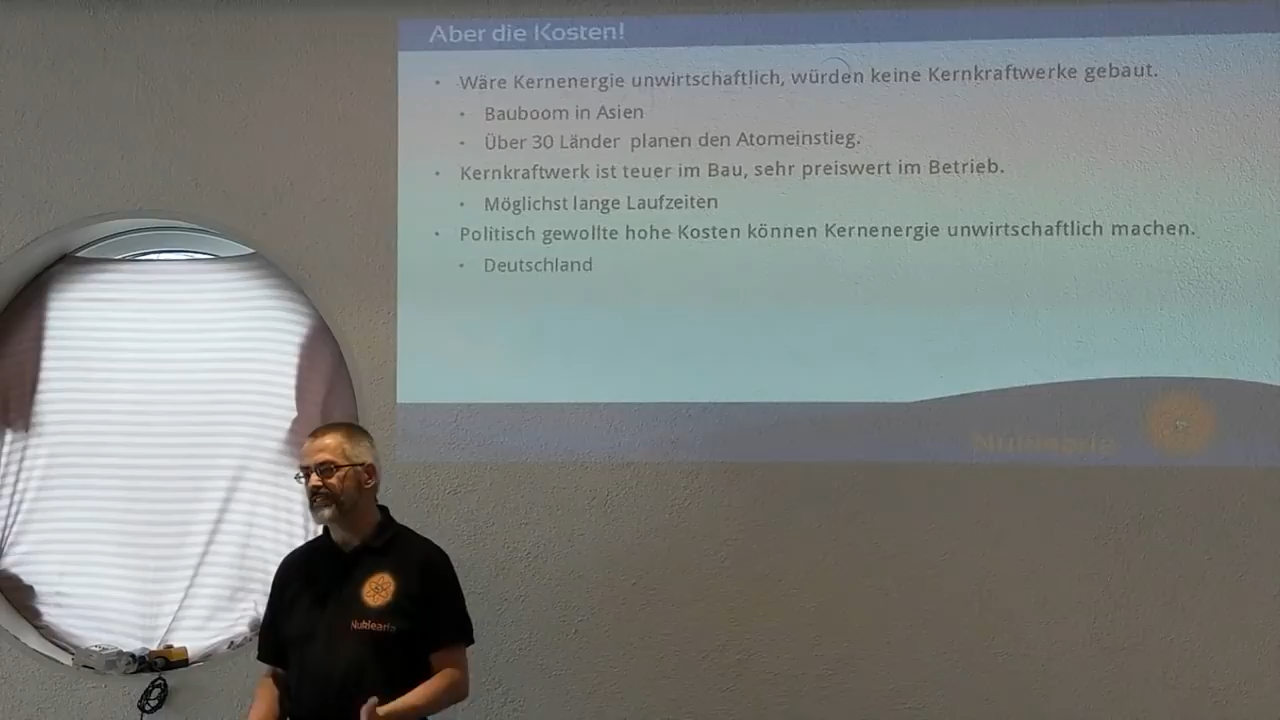 Aber die Kosten!
• Wäre Kernenergie unwirtschaftlich, würden keine Kernkraftwerke gebaut.
• Bauboom in Asien
• Über 30 Länder planen den Atomeinstieg.
• Kernkraftwerk ist teuer im Bau, sehr preiswert im Betrieb.
• Möglichst lange Laufzeiten
• Politisch gewollte hohe Kosten können Kernenergie unwirtschaftlich machen.
• Deutschland
Nuklearia
Nuklearia